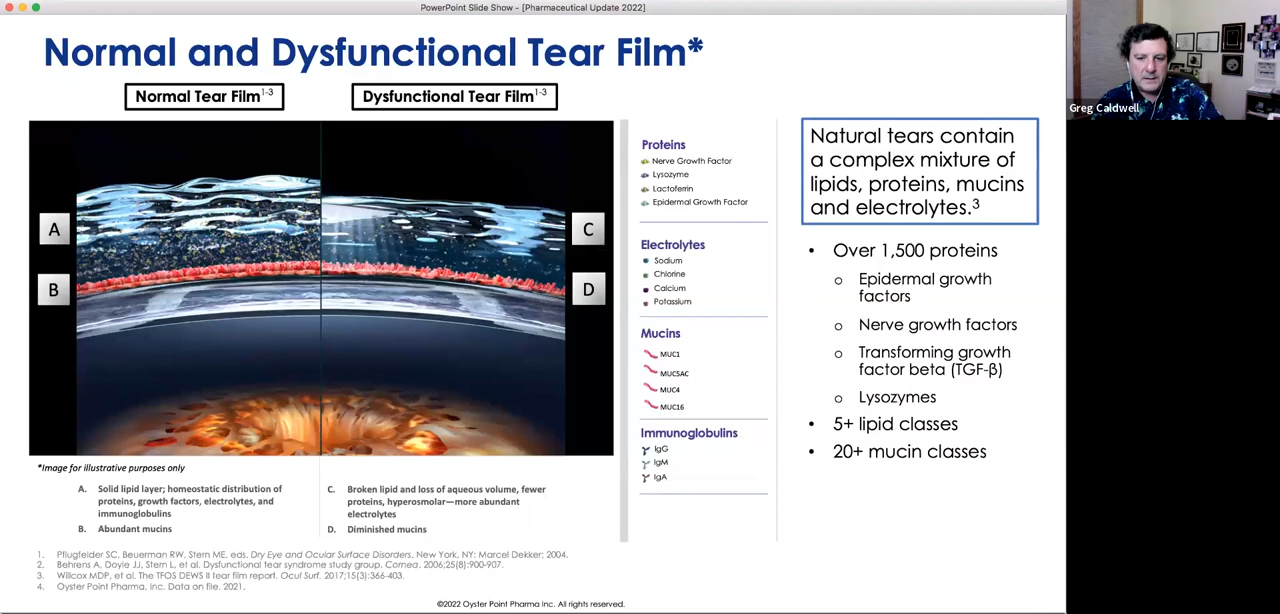 PowerPoint Slide Show - [Pharmaceutical Update 2022]
Normal and Dysfunctional Tear Film*
Normal Tear Film1-3
Dysfunctional Tear Film1-3
A
B
C
D
*Image for illustrative purposes only
A. Solid lipid layer; homeostatic distribution of
proteins, growth factors, electrolytes, and
immunoglobulins
B. Abundant mucins
C. Broken lipid and loss of aqueous volume, fewer
proteins, hyperosmolar—more abundant
electrolytes
D. Diminished mucins
Proteins
Nerve Growth Factor
Lysozyme
Lactoferrin
Epidermal Growth Factor
Electrolytes
Sodium
Chlorine
Calcium
Potassium
Mucins
MUC1
MUC5AC
MUC4
MUC16
Immunoglobulins
IgG
IgM
IgA
Natural tears contain
a complex mixture of
lipids, proteins, mucins
and electrolytes.3
• Over 1,500 proteins
o Epidermal growth
factors
o Nerve growth factors
o Transforming growth
factor beta (TGF-β)
o Lysozymes
• 5+ lipid classes
• 20+ mucin classes
1. Pflugfelder SC, Beuerman RW, Stern ME, eds. Dry Eye and Ocular Surface Disorders. New York, NY: Marcel Dekker; 2004.
2. Behrens A, Doyle JJ, Stern L, et al. Dysfunctional tear syndrome study group. Cornea. 2006;25(8):900-907.
3. Willcox MDP, et al. The TFOS DEWS II tear film report. Ocul Surf. 2017;15(3):366-403.
4. Oyster Point Pharma, Inc. Data on file. 2021.
©2022 Oyster Point Pharma Inc. All rights reserved.
Greg Caldwell